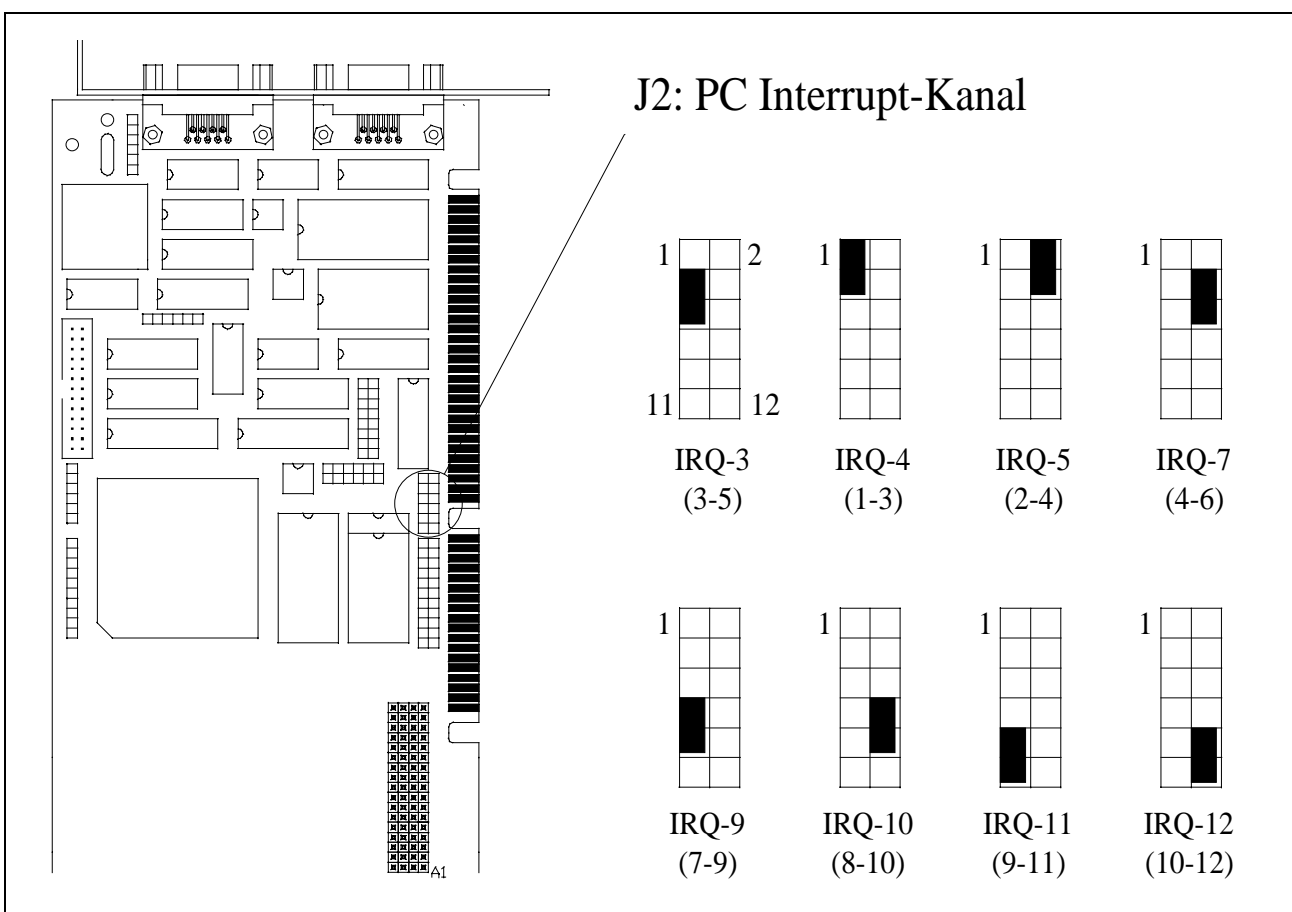 J2: PC Interrupt-Kanal
1 2 1 1 1
11 12
IRQ-3 IRQ-4 IRQ-5 IRQ-7
(3-5) (1-3) (2-4) (4-6)
1 1 1 1
IRQ-9 IRQ-10 IRQ-11 IRQ-12
(7-9) (8-10) (9-11) (10-12)
A1